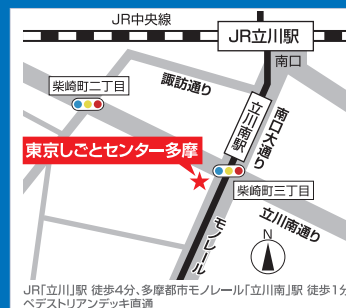 JR中央線
JR立川駅
南口
諏訪通り
柴崎町二丁目
立川南駅
南口大通り
東京しごとセンター多摩
柴崎町三丁目
立川南通り
モノレール
N
JR「立川」駅 徒歩4分、多摩都市モノレール「立川南」駅 徒歩1分
ペデストリアンデッキ直通